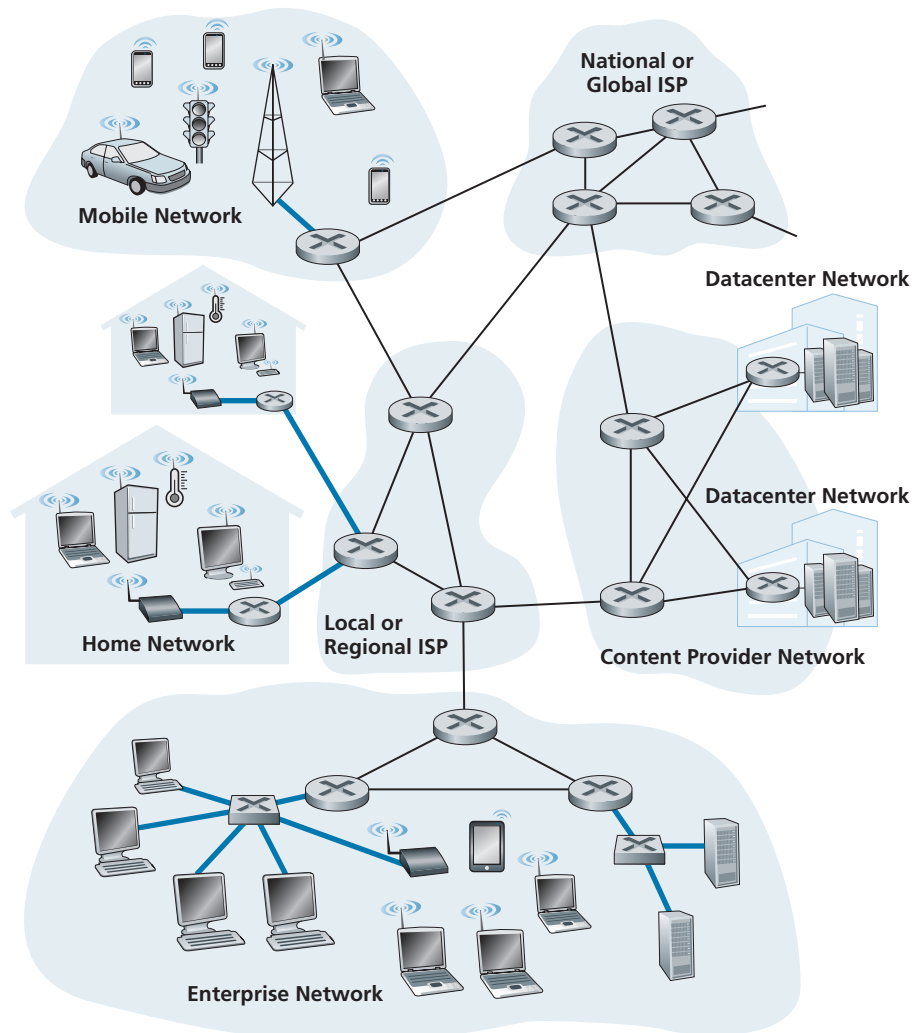 National or
Global ISP
Mobile Network
Datacenter Network
Datacenter Network
Home Network
Local or
Regional ISP
Content Provider Network
Enterprise Network